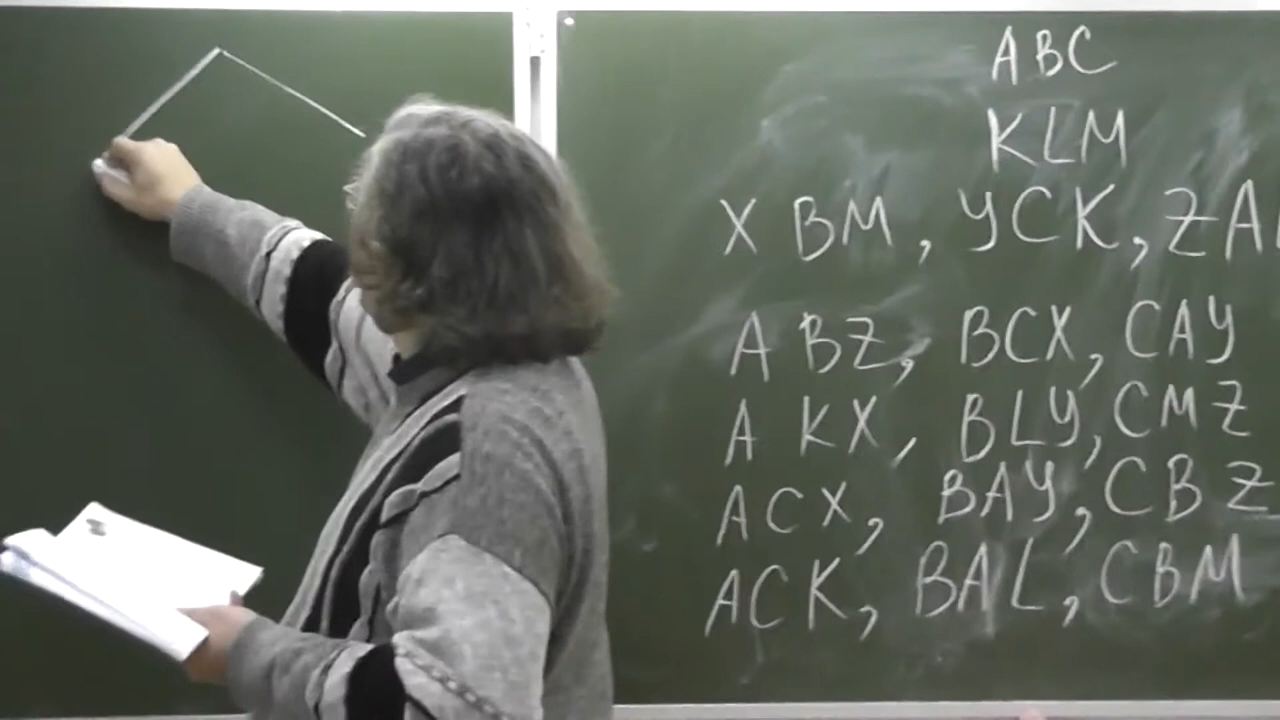 ABC
KLM
XBM, YCK, ZA
ABZ, BCX, CAY
AKX, BLY, CMZ
ACX, BAY, CBZ
ACK, BAL, CBM